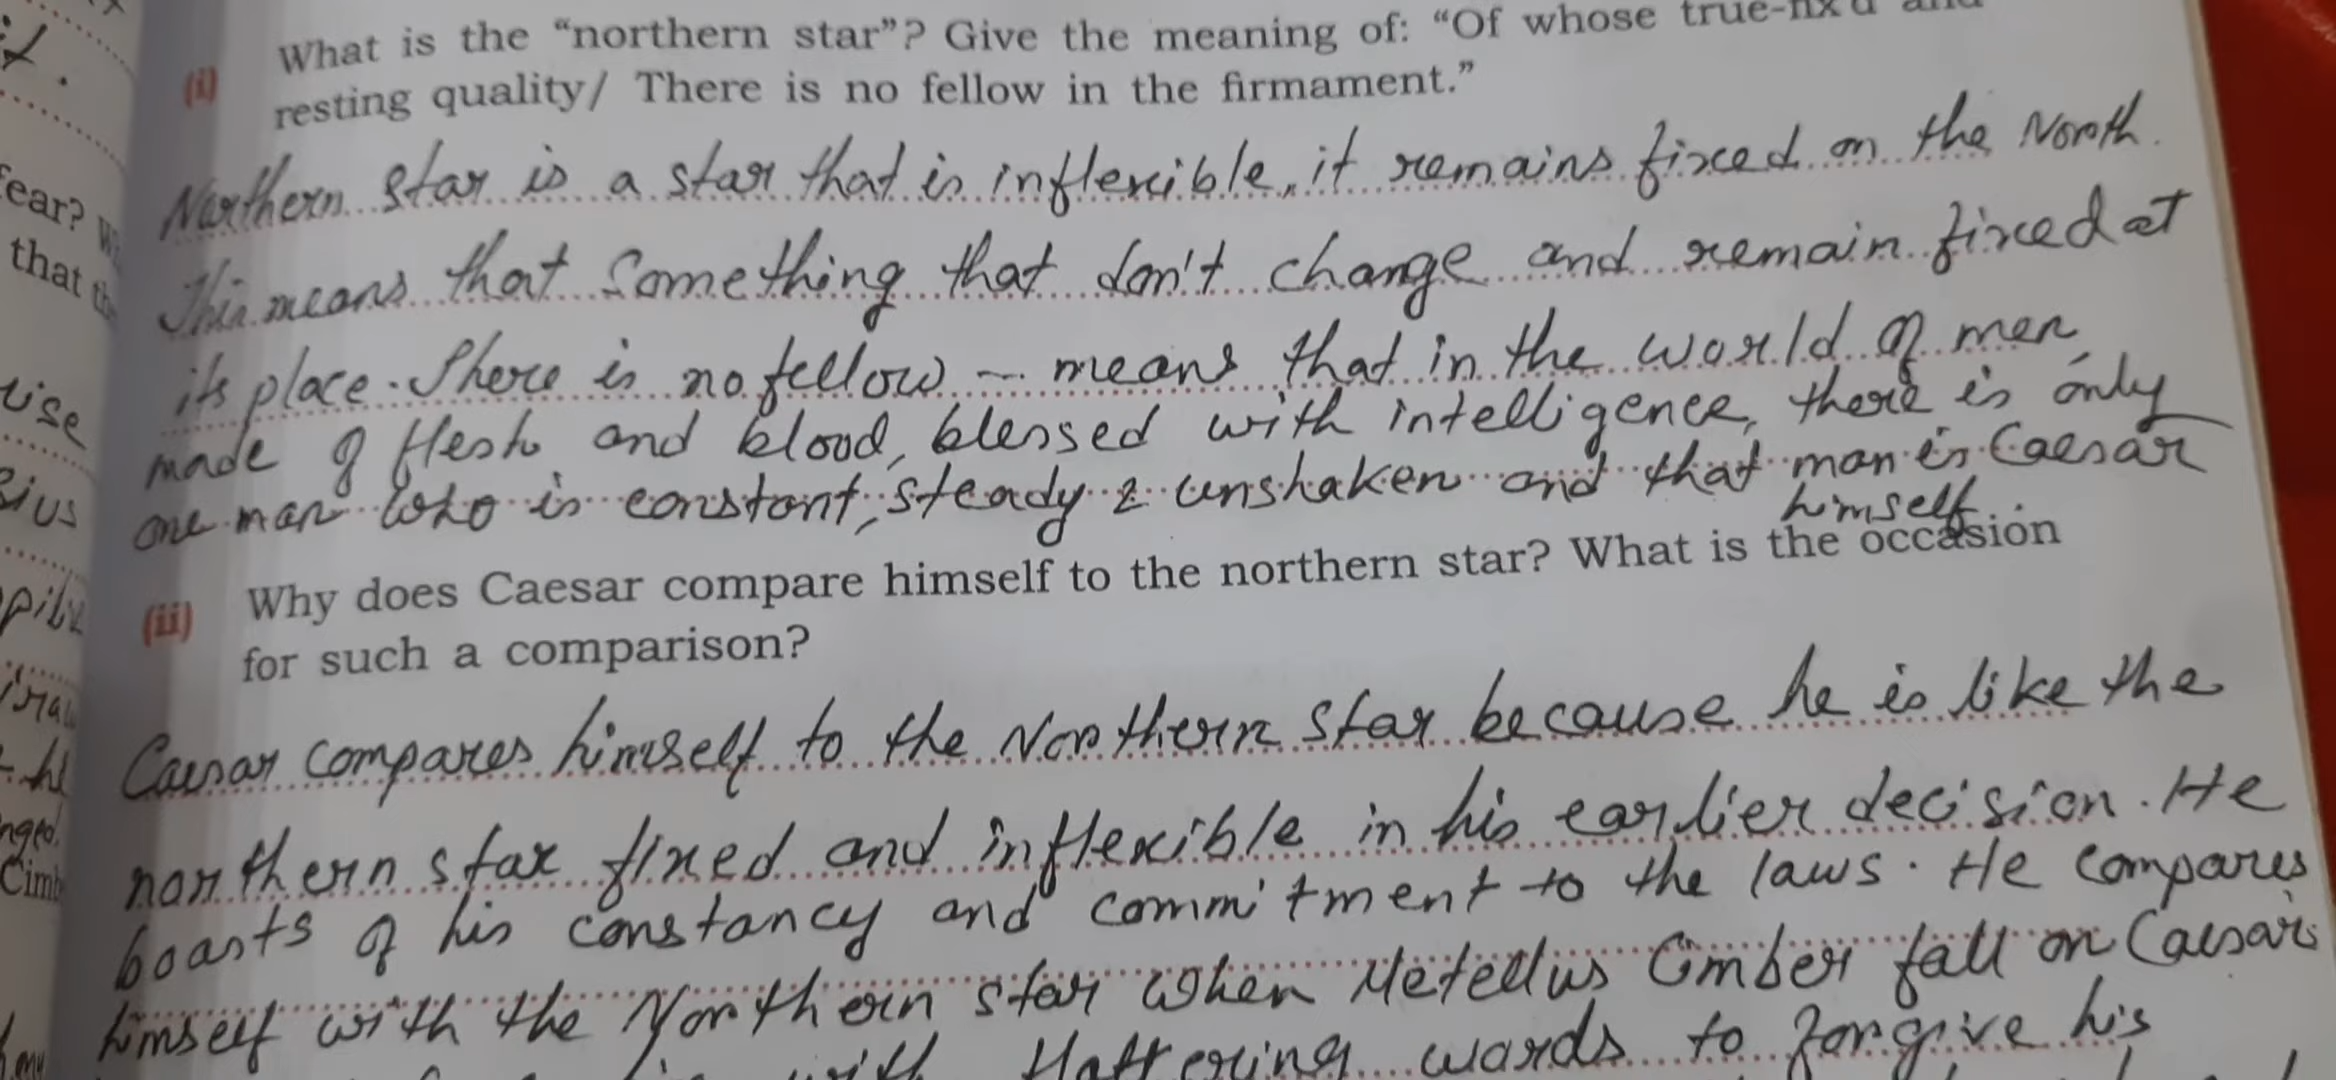 (i) What is the "northern star"? Give the meaning of: "Of whose true-fix'd and
resting quality/ There is no fellow in the firmament."
Northern star is a star that is inflexible, it remains fixed on the North.
This means that something that don't change and remain fixed at
its place. There is no fellow - means that in the world of men,
made of flesh and blood, blessed with intelligence, there is only
one man who is constant, steady & unshaken and that man is Caesar
himself.
(ii) Why does Caesar compare himself to the northern star? What is the occasion
for such a comparison?
Caesar compares himself to the Northern star because he is like the
northern star fixed and inflexible in his earlier decision. He
boasts of his constancy and commitment to the laws. He compares
himself with the Northern star when Metellus Cimber fall on Caesar's
with flattering words to forgive his
fear?
that